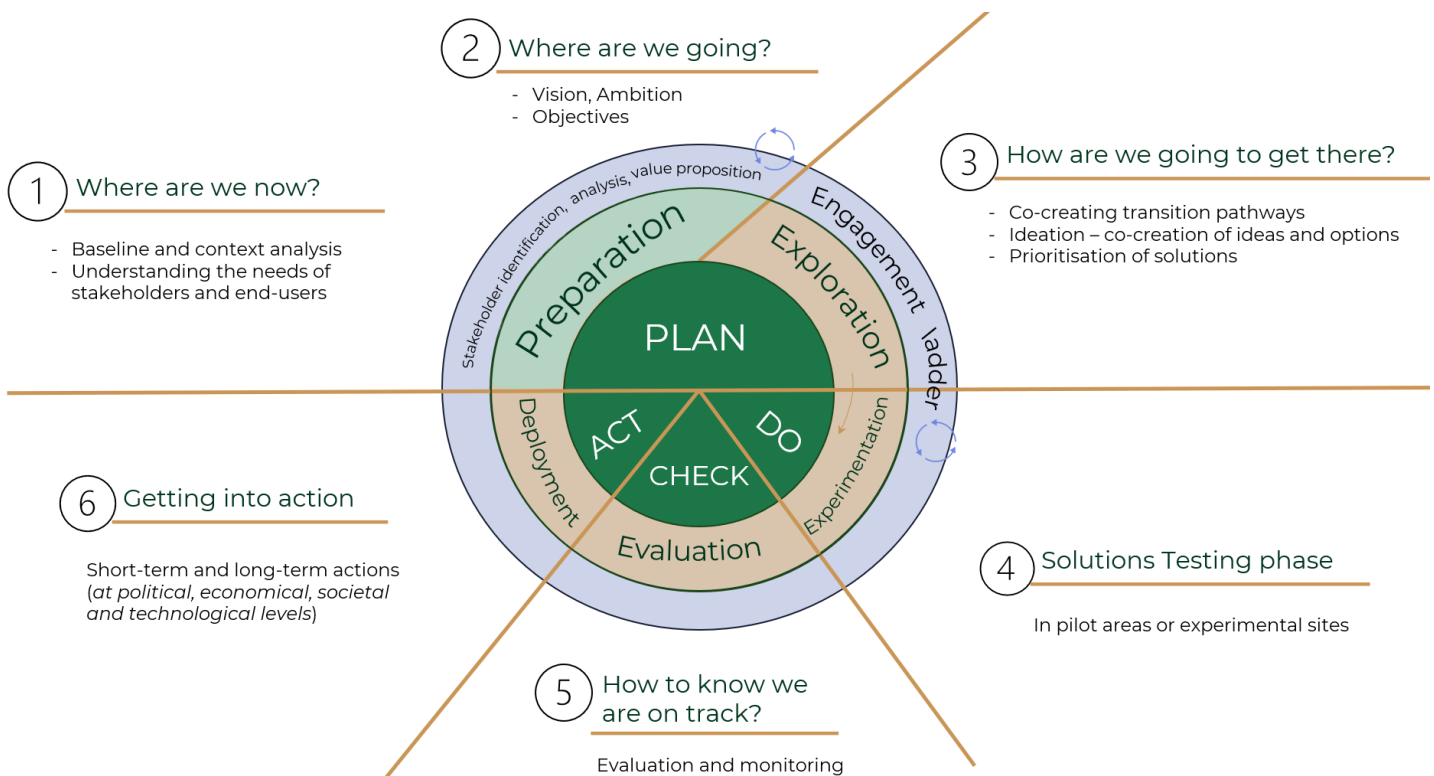 1
Where are we now?
- Baseline and context analysis
- Understanding the needs of
stakeholders and end-users
2
Where are we going?
- Vision, Ambition
- Objectives
3
How are we going to get there?
- Co-creating transition pathways
- Ideation – co-creation of ideas and options
- Prioritisation of solutions
Stakeholder identification, analysis, value proposition
Engagement ladder
Preparation
Exploration
PLAN
ACT
DO
CHECK
Deployment
Experimentation
Evaluation
4
Solutions Testing phase
In pilot areas or experimental sites
5
How to know we
are on track?
Evaluation and monitoring
6
Getting into action
Short-term and long-term actions
(at political, economical, societal
and technological levels)